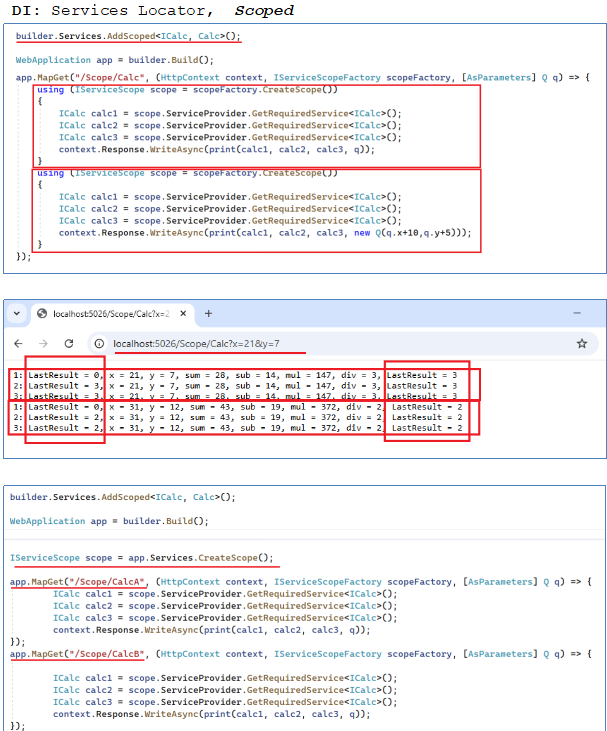 DI: Services Locator, Scoped
builder.Services.AddScoped<ICalc, Calc>();
WebApplication app = builder.Build();
app.MapGet("/Scope/Calc", (HttpContext context, IServiceScopeFactory scopeFactory, [AsParameters] Q q) => {
using (IServiceScope scope = scopeFactory.CreateScope())
{
ICalc calc1 = scope.ServiceProvider.GetRequiredService<ICalc>();
ICalc calc2 = scope.ServiceProvider.GetRequiredService<ICalc>();
ICalc calc3 = scope.ServiceProvider.GetRequiredService<ICalc>();
context.Response.WriteAsync(print(calc1, calc2, calc3, q));
}
using (IServiceScope scope = scopeFactory.CreateScope())
{
ICalc calc1 = scope.ServiceProvider.GetRequiredService<ICalc>();
ICalc calc2 = scope.ServiceProvider.GetRequiredService<ICalc>();
ICalc calc3 = scope.ServiceProvider.GetRequiredService<ICalc>();
context.Response.WriteAsync(print(calc1, calc2, calc3, new Q(q.x+10,q.y+5)));
}
});
localhost:5026/Scope/Calc?x=2
localhost:5026/Scope/Calc?x=21&y=7
1: LastResult = 0, x = 21, y = 7, sum = 28, sub = 14, mul = 147, div = 3, LastResult = 3
2: LastResult = 3, x = 21, y = 7, sum = 28, sub = 14, mul = 147, div = 3, LastResult = 3
3: LastResult = 3, x = 21, y = 7, sum = 28, sub = 14, mul = 147, div = 3, LastResult = 3
1: LastResult = 0, x = 31, y = 12, sum = 43, sub = 19, mul = 372, div = 2, LastResult = 2
2: LastResult = 2, x = 31, y = 12, sum = 43, sub = 19, mul = 372, div = 2, LastResult = 2
3: LastResult = 2, x = 31, y = 12, sum = 43, sub = 19, mul = 372, div = 2, LastResult = 2
builder.Services.AddScoped<ICalc, Calc>();
WebApplication app = builder.Build();
IServiceScope scope = app.Services.CreateScope();
app.MapGet("/Scope/CalcA", (HttpContext context, IServiceScopeFactory scopeFactory, [AsParameters] Q q) => {
ICalc calc1 = scope.ServiceProvider.GetRequiredService<ICalc>();
ICalc calc2 = scope.ServiceProvider.GetRequiredService<ICalc>();
ICalc calc3 = scope.ServiceProvider.GetRequiredService<ICalc>();
context.Response.WriteAsync(print(calc1, calc2, calc3, q));
});
app.MapGet("/Scope/CalcB", (HttpContext context, IServiceScopeFactory scopeFactory, [AsParameters] Q q) => {
ICalc calc1 = scope.ServiceProvider.GetRequiredService<ICalc>();
ICalc calc2 = scope.ServiceProvider.GetRequiredService<ICalc>();
ICalc calc3 = scope.ServiceProvider.GetRequiredService<ICalc>();
context.Response.WriteAsync(print(calc1, calc2, calc3, q));
});